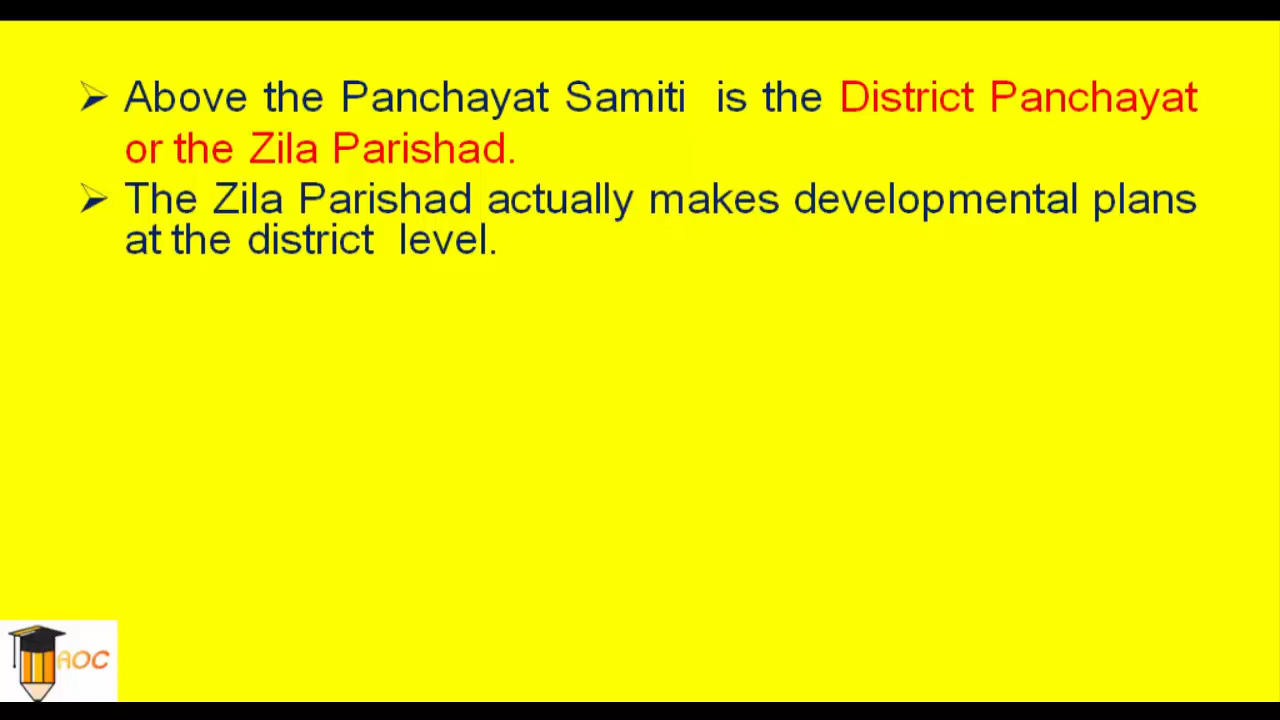 ➢ Above the Panchayat Samiti is the District Panchayat
or the Zila Parishad.
➢ The Zila Parishad actually makes developmental plans
at the district level.
AOC